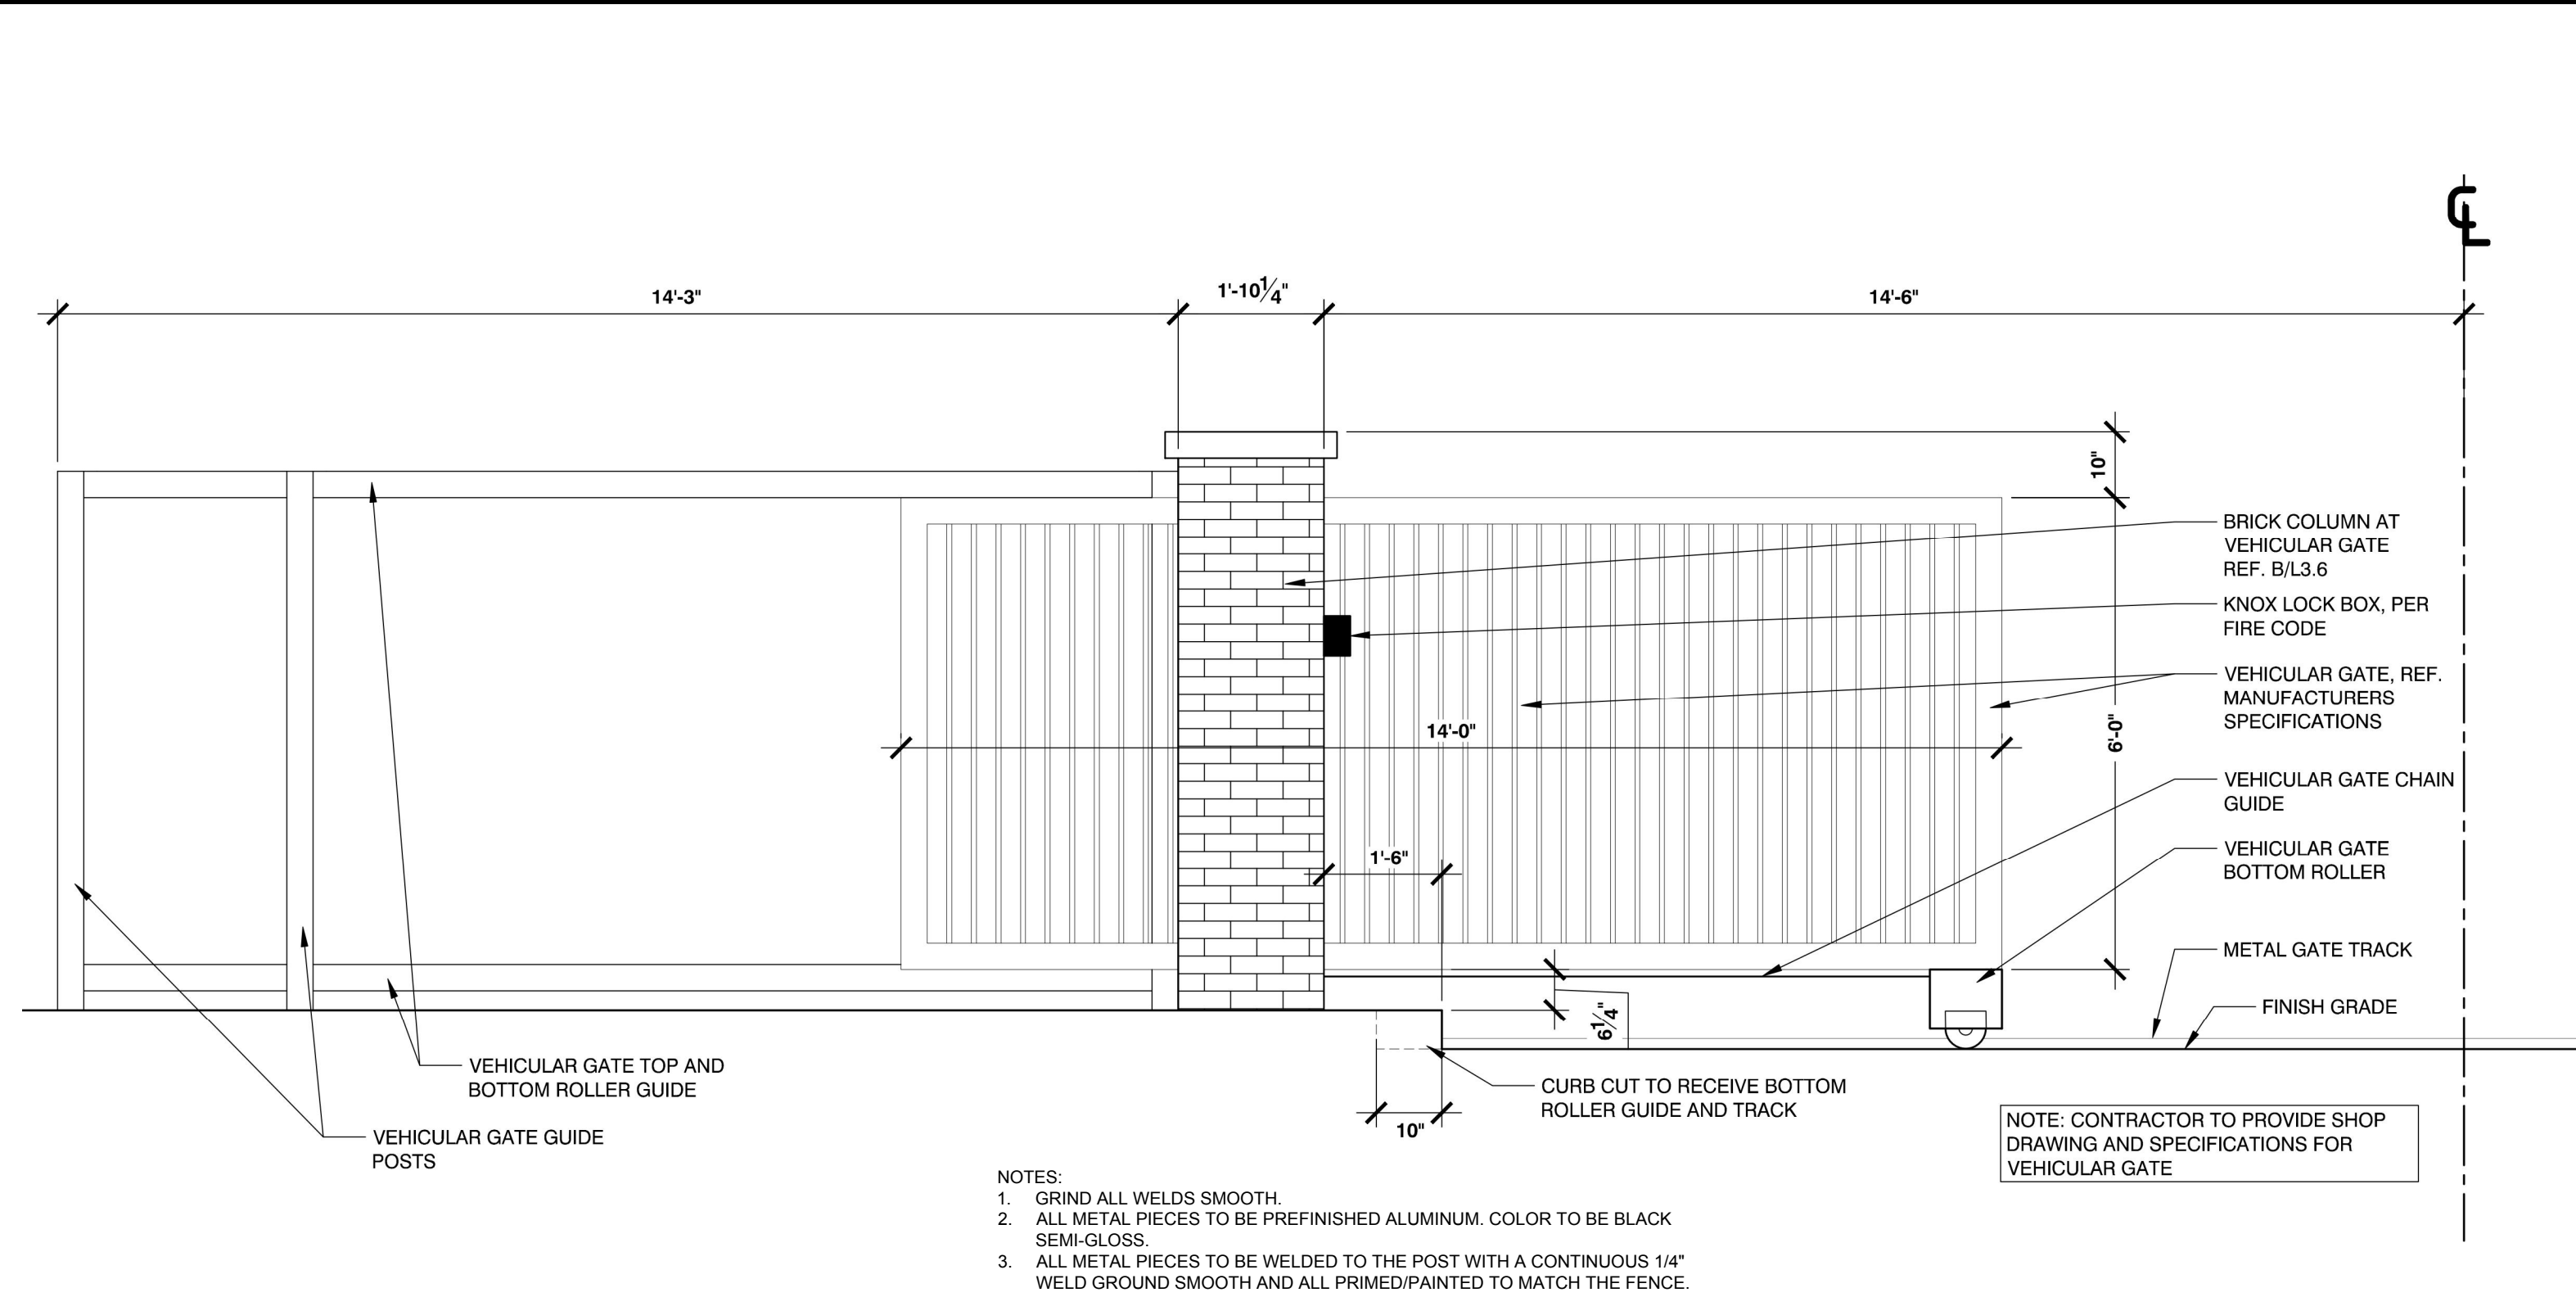 CL
14'-3"
1'-10 1/4"
14'-6"
10"
BRICK COLUMN AT
VEHICULAR GATE
REF. B/L3.6
KNOX LOCK BOX, PER
FIRE CODE
VEHICULAR GATE, REF.
MANUFACTURERS
SPECIFICATIONS
14'-0"
6'-0"
VEHICULAR GATE CHAIN
GUIDE
1'-6"
VEHICULAR GATE
BOTTOM ROLLER
METAL GATE TRACK
FINISH GRADE
6 1/4"
VEHICULAR GATE TOP AND
BOTTOM ROLLER GUIDE
CURB CUT TO RECEIVE BOTTOM
ROLLER GUIDE AND TRACK
10"
VEHICULAR GATE GUIDE
POSTS
NOTE: CONTRACTOR TO PROVIDE SHOP
DRAWING AND SPECIFICATIONS FOR
VEHICULAR GATE
NOTES:
1. GRIND ALL WELDS SMOOTH.
2. ALL METAL PIECES TO BE PREFINISHED ALUMINUM. COLOR TO BE BLACK
SEMI-GLOSS.
3. ALL METAL PIECES TO BE WELDED TO THE POST WITH A CONTINUOUS 1/4"
WELD GROUND SMOOTH AND ALL PRIMED/PAINTED TO MATCH THE FENCE.